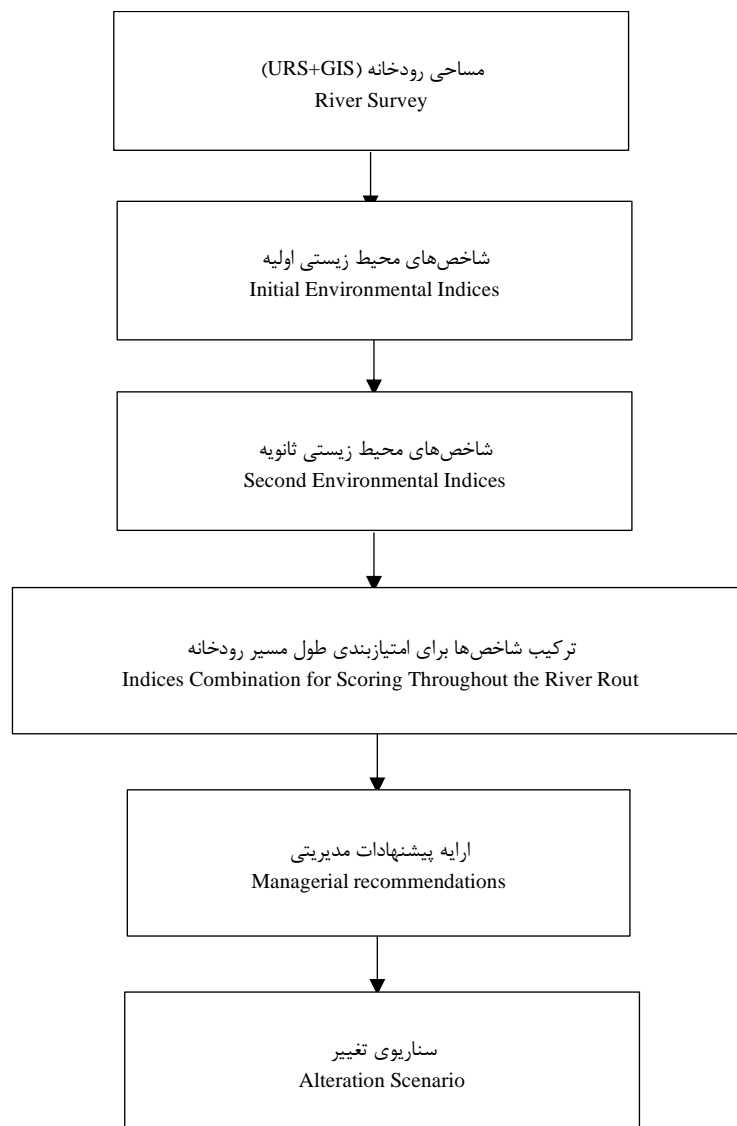 مساحی رودخانه (URS+GIS)
River Survey
شاخص‌های محیط زیستی اولیه
Initial Environmental Indices
شاخص‌های محیط زیستی ثانویه
Second Environmental Indices
ترکیب شاخص‌ها برای امتیازبندی طول مسیر رودخانه
Indices Combination for Scoring Throughout the River Rout
ارایه پیشنهادات مدیریتی
Managerial recommendations
سناریوی تغییر
Alteration Scenario